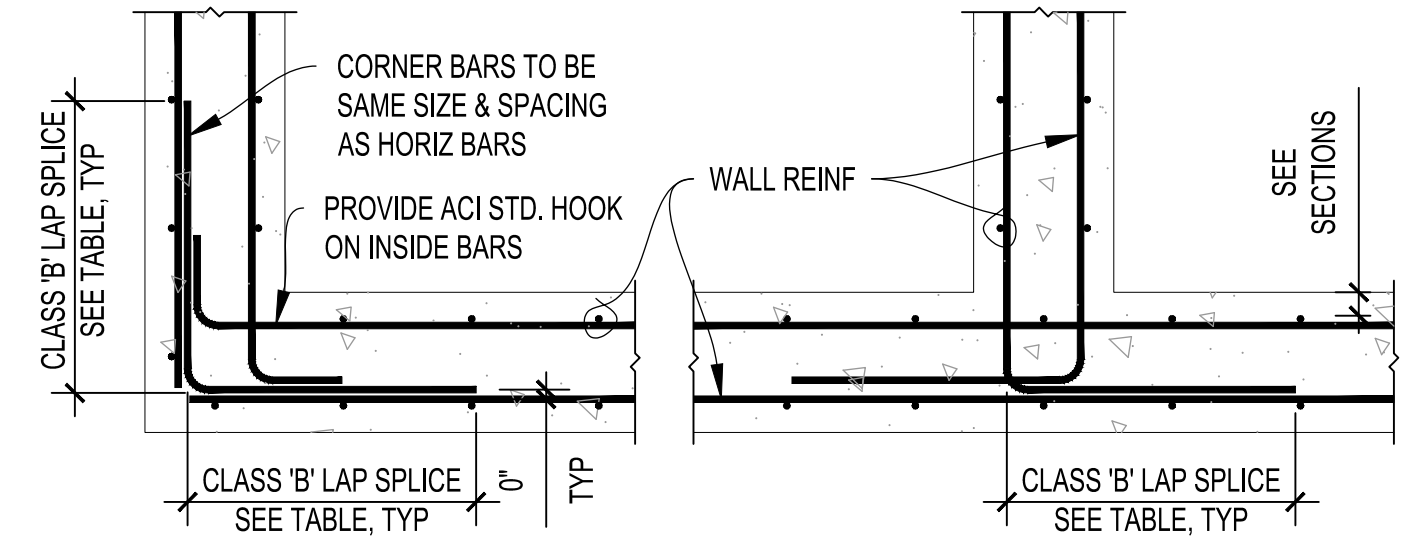 CORNER BARS TO BE
SAME SIZE & SPACING
AS HORIZ BARS
PROVIDE ACI STD. HOOK
ON INSIDE BARS
CLASS 'B' LAP SPLICE
SEE TABLE, TYP
WALL REINF
SEE
SECTIONS
CLASS 'B' LAP SPLICE
SEE TABLE, TYP
0"
TYP
CLASS 'B' LAP SPLICE
SEE TABLE, TYP